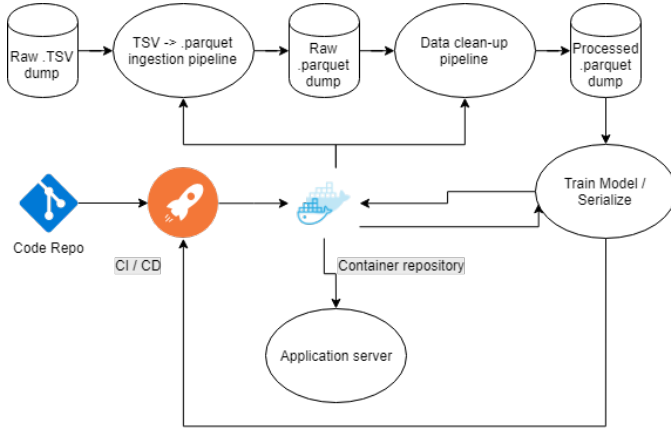 Raw .TSV
dump
TSV -> .parquet
ingestion pipeline
Raw
.parquet
dump
Data clean-up
pipeline
Processed
.parquet
dump
Train Model /
Serialize
Code Repo
CI / CD
Container repository
Application server